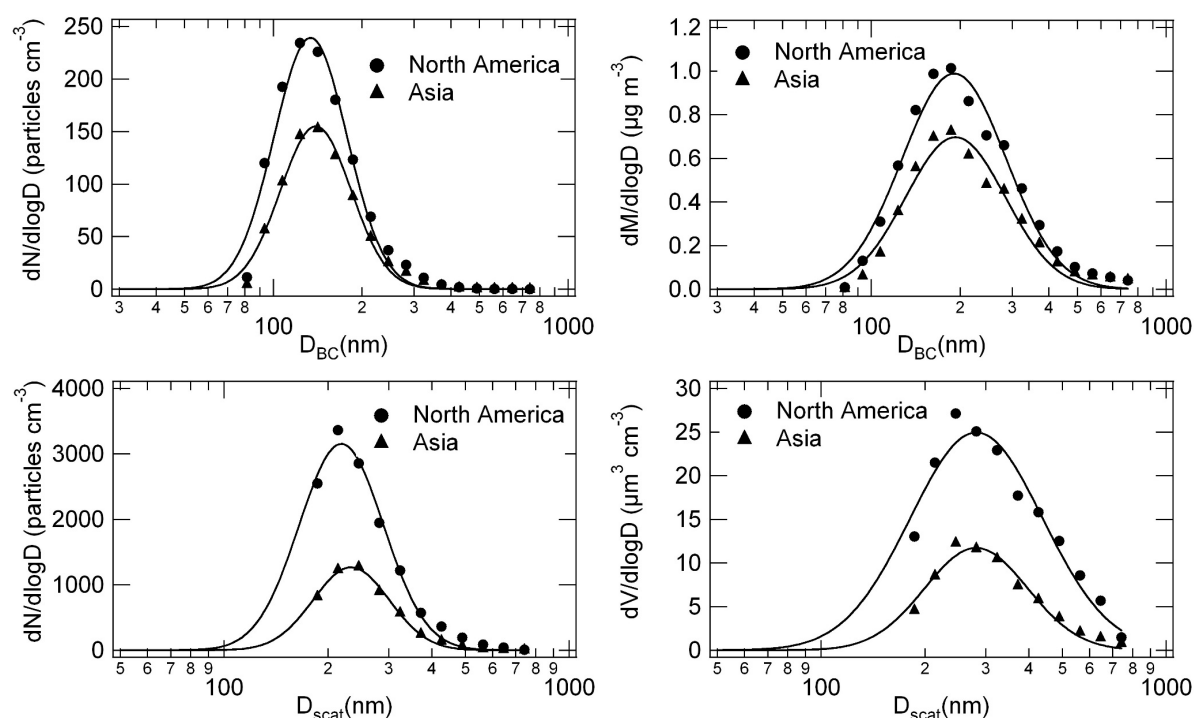 dN/dlogD (particles cm⁻³)
250
200
150
100
50
0
North America
Asia
3 4 5 6 7 8 100 2 3 4 5 6 7 8 1000
D_BC(nm)
dM/dlogD (µg m⁻³)
1.2
1.0
0.8
0.6
0.4
0.2
0.0
North America
Asia
3 4 5 6 7 8 100 2 3 4 5 6 7 8 1000
D_BC(nm)
dN/dlogD (particles cm⁻³)
4000
3000
2000
1000
0
North America
Asia
5 6 7 8 9 100 2 3 4 5 6 7 8 9 1000
D_scat(nm)
dV/dlogD (µm³ cm⁻³)
30
25
20
15
10
5
0
North America
Asia
5 6 7 8 9 100 2 3 4 5 6 7 8 9 1000
D_scat(nm)